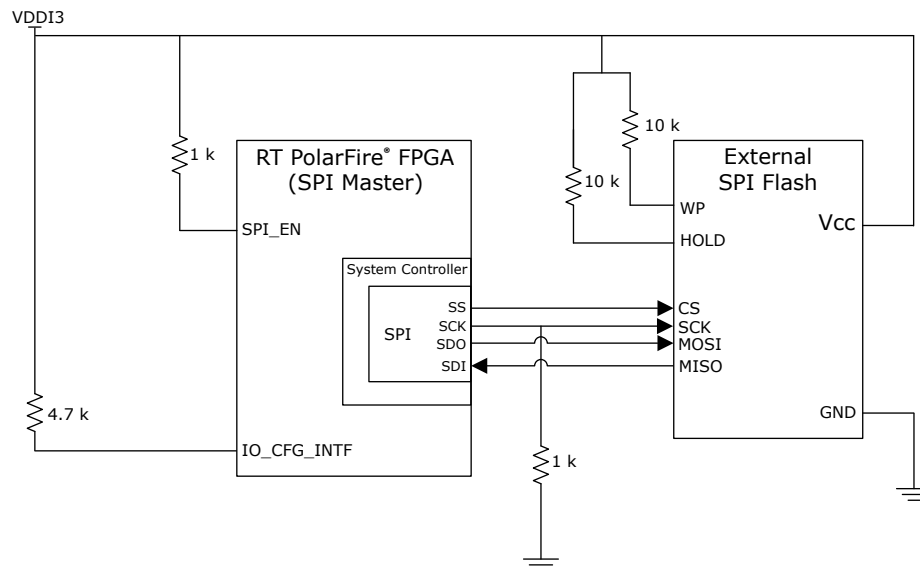 VDDI3
1 k
RT PolarFire® FPGA
(SPI Master)
SPI_EN
System Controller
SPI
SS
SCK
SDO
SDI
4.7 k
IO_CFG_INTF
10 k
10 k
1 k
External
SPI Flash
WP
HOLD
Vcc
CS
SCK
MOSI
MISO
GND